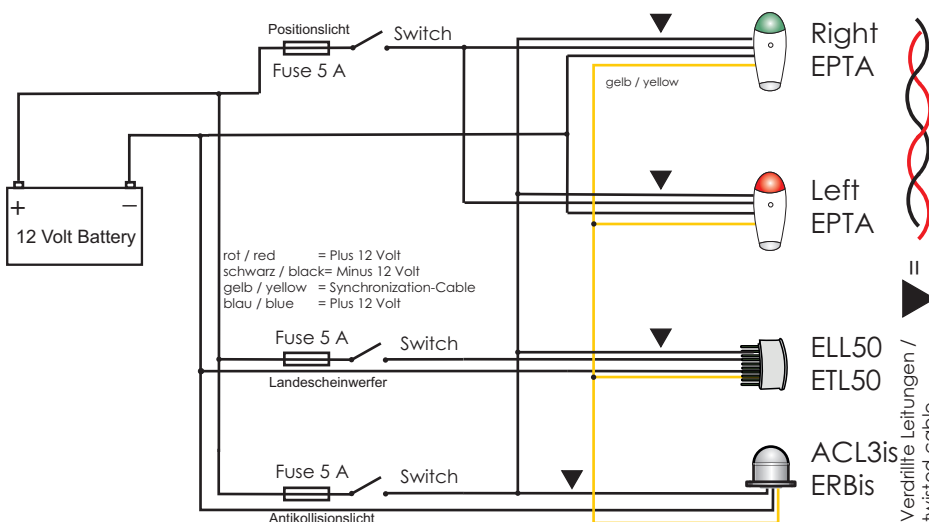 Positionslicht
Switch
Fuse 5 A
Right
EPTA
gelb / yellow
+
−
12 Volt Battery
Left
EPTA
rot / red = Plus 12 Volt
schwarz / black= Minus 12 Volt
gelb / yellow = Synchronization-Cable
blau / blue = Plus 12 Volt
=
Fuse 5 A
Switch
Landescheinwerfer
ELL50
ETL50
Fuse 5 A
Switch
Antikollisionslicht
ACL3is
ERBis
Verdrillte Leitungen /
twisted cable